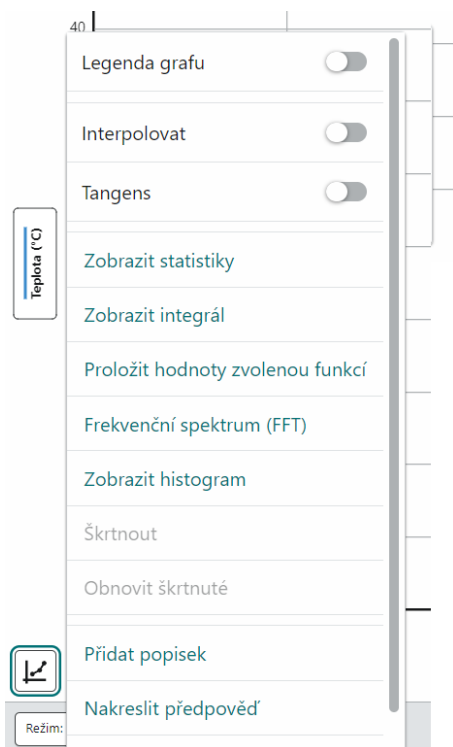 40
Legenda grafu
Interpolovat
Tangens
Teplota (°C)
Zobrazit statistiky
Zobrazit integrál
Proložit hodnoty zvolenou funkcí
Frekvenční spektrum (FFT)
Zobrazit histogram
Škrtnout
Obnovit škrtnuté
Přidat popisek
Nakreslit předpověď
Režim: